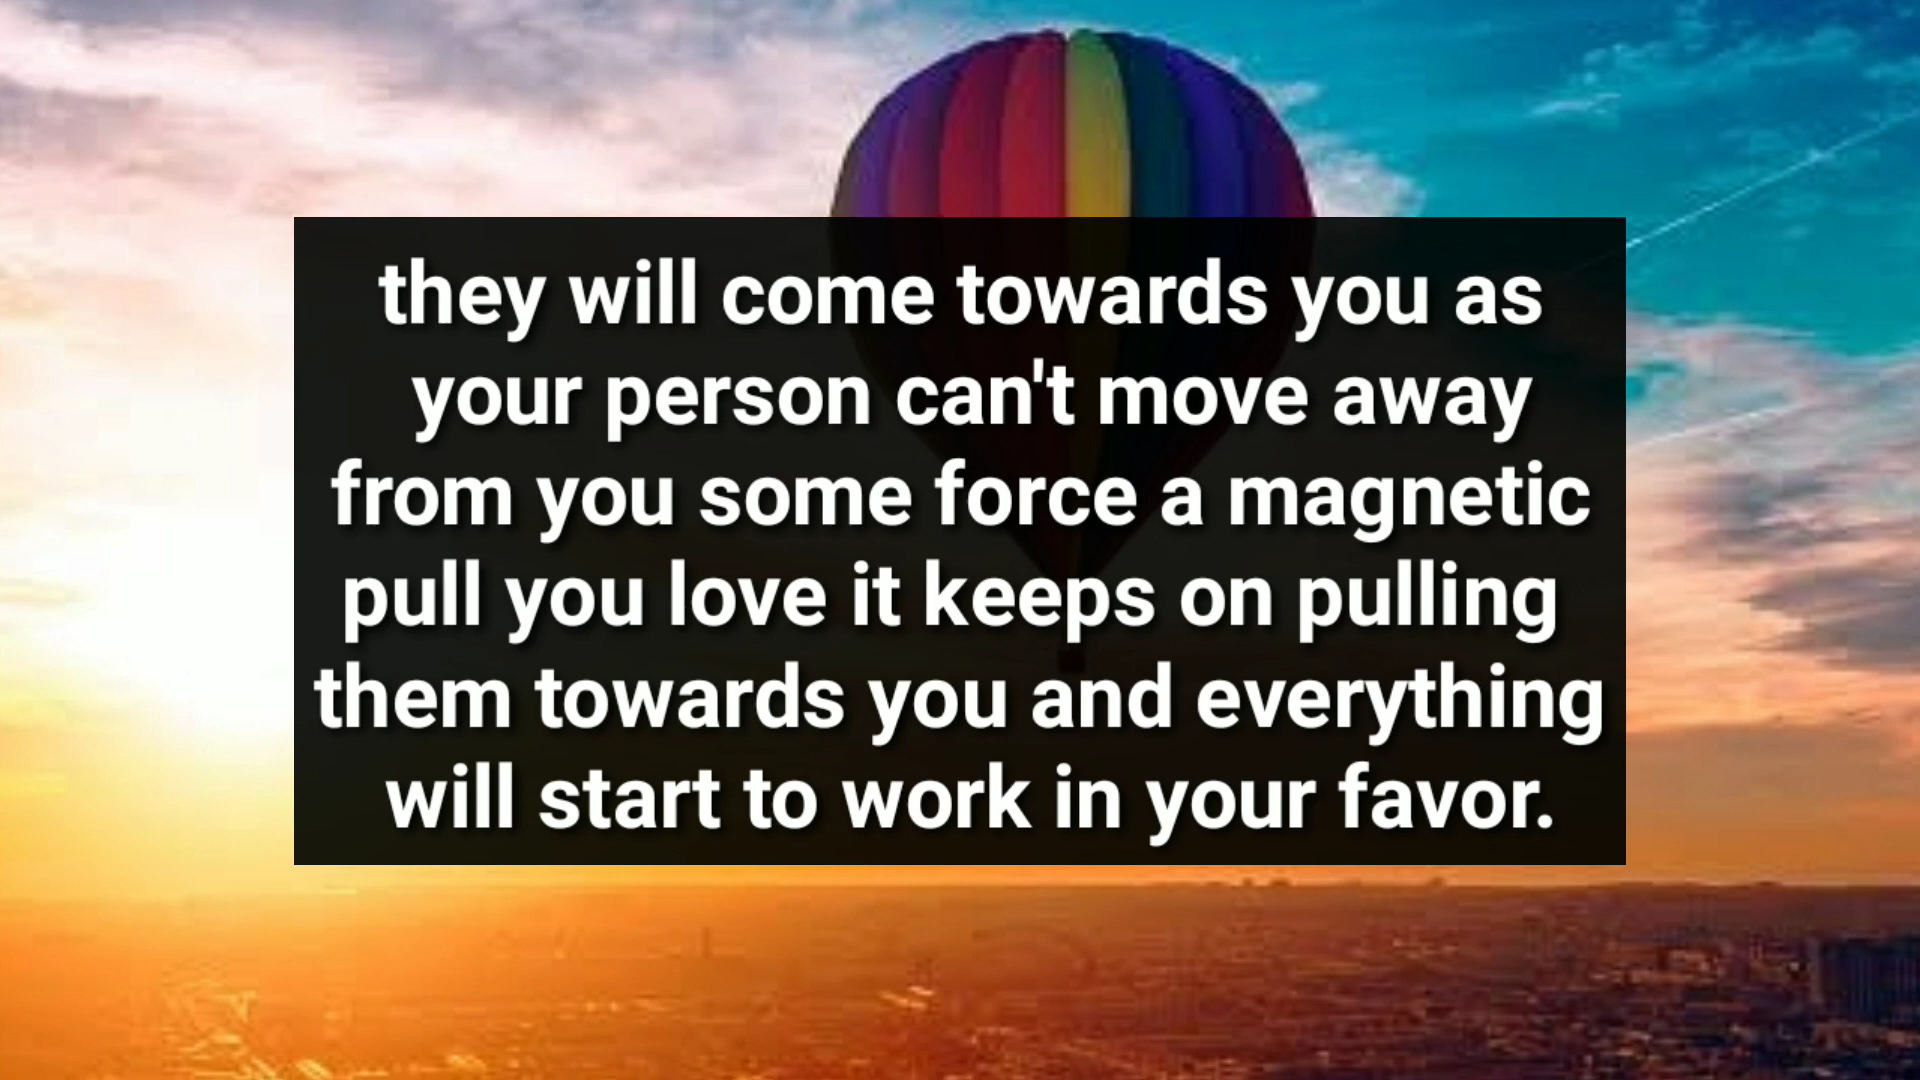 they will come towards you as
your person can't move away
from you some force a magnetic
pull you love it keeps on pulling
them towards you and everything
will start to work in your favor.